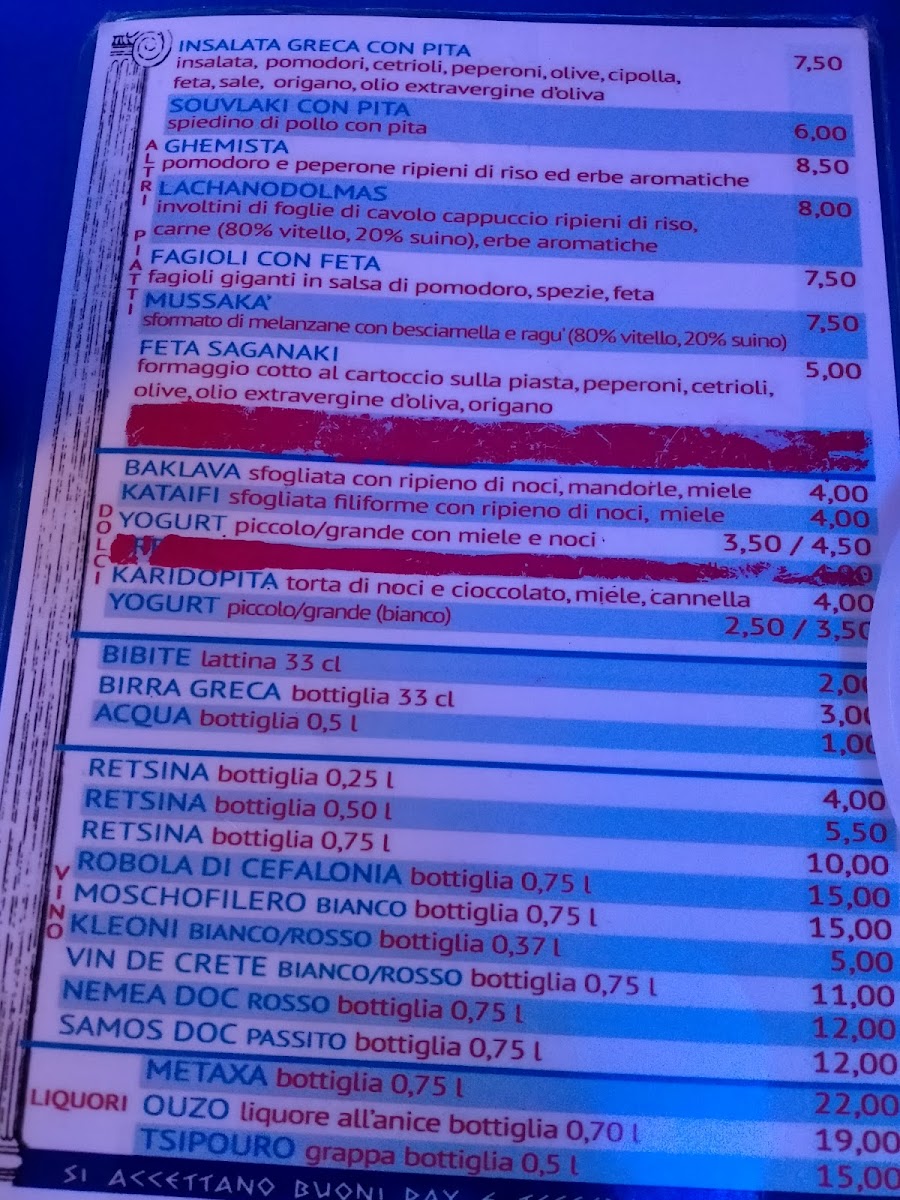 INSALATA GRECA CON PITA 7,50
insalata, pomodori, cetrioli, peperoni, olive, cipolla,
feta, sale, origano, olio extravergine d'oliva
SOUVLAKI CON PITA
spiedino di pollo con pita 6,00
ALTRI PIATTI
GHEMISTA
pomodoro e peperone ripieni di riso ed erbe aromatiche 8,50
LACHANODOLMAS 8,00
involtini di foglie di cavolo cappuccio ripieni di riso,
carne (80% vitello, 20% suino), erbe aromatiche
FAGIOLI CON FETA
fagioli giganti in salsa di pomodoro, spezie, feta 7,50
MUSSAKA' 7,50
sformato di melanzane con besciamella e ragu' (80% vitello, 20% suino)
FETA SAGANAKI 5,00
formaggio cotto al cartoccio sulla piasta, peperoni, cetrioli,
olive, olio extravergine d'oliva, origano
DOLCI
BAKLAVA sfogliata con ripieno di noci, mandorle, miele 4,00
KATAIFI sfogliata filiforme con ripieno di noci, miele 4,00
YOGURT piccolo/grande con miele e noci 3,50 / 4,50
4,00
KARIDOPITA torta di noci e cioccolato, miele, cannella 4,00
YOGURT piccolo/grande (bianco) 2,50 / 3,50
BIBITE lattina 33 cl 2,00
BIRRA GRECA bottiglia 33 cl 3,00
ACQUA bottiglia 0,5 l 1,00
VINO
RETSINA bottiglia 0,25 l 4,00
RETSINA bottiglia 0,50 l 5,50
RETSINA bottiglia 0,75 l 10,00
ROBOLA DI CEFALONIA bottiglia 0,75 l 15,00
MOSCHOFILERO BIANCO bottiglia 0,75 l 15,00
KLEONI BIANCO/ROSSO bottiglia 0,37 l 5,00
VIN DE CRETE BIANCO/ROSSO bottiglia 0,75 l 11,00
NEMEA DOC ROSSO bottiglia 0,75 l 12,00
SAMOS DOC PASSITO bottiglia 0,75 l 12,00
LIQUORI
METAXA bottiglia 0,75 l 22,00
OUZO liquore all'anice bottiglia 0,70 l 19,00
TSIPOURO grappa bottiglia 0,5 l 15,00
SI ACCETTANO BUONI